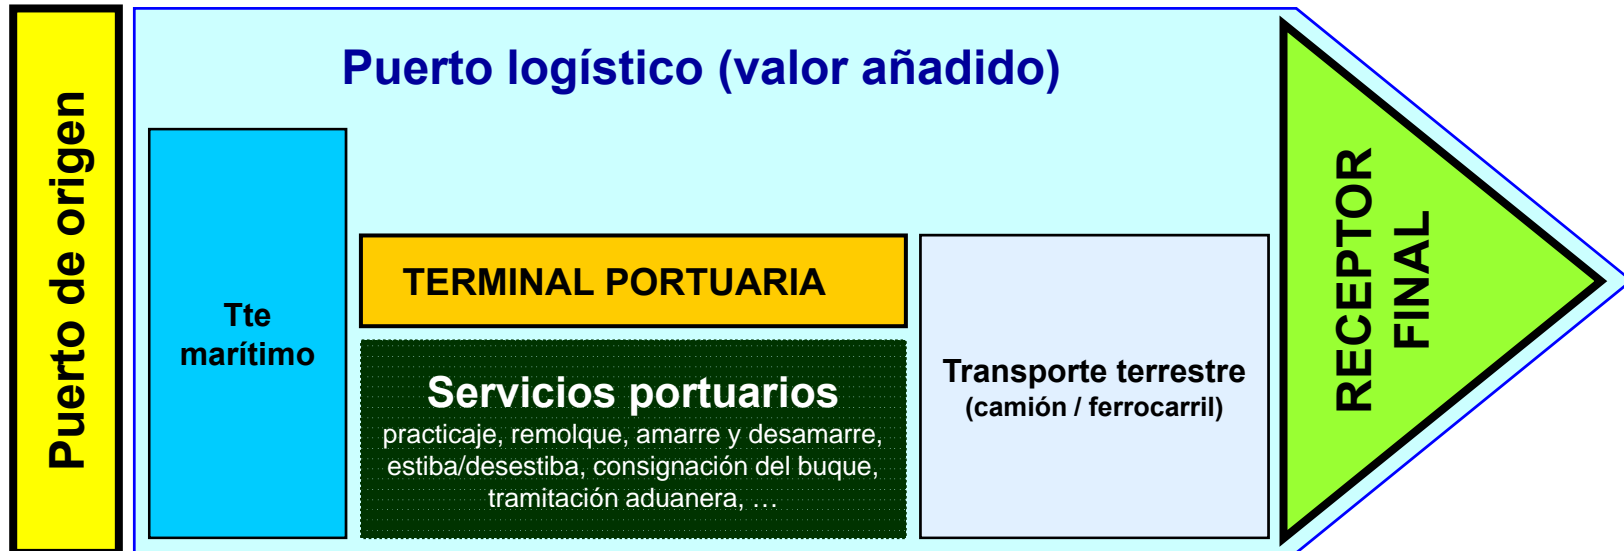 Puerto de origen
Puerto logístico (valor añadido)
Tte
marítimo
TERMINAL PORTUARIA
Servicios portuarios
practicaje, remolque, amarre y desamarre,
estiba/desestiba, consignación del buque,
tramitación aduanera, …
Transporte terrestre
(camión / ferrocarril)
RECEPTOR
FINAL